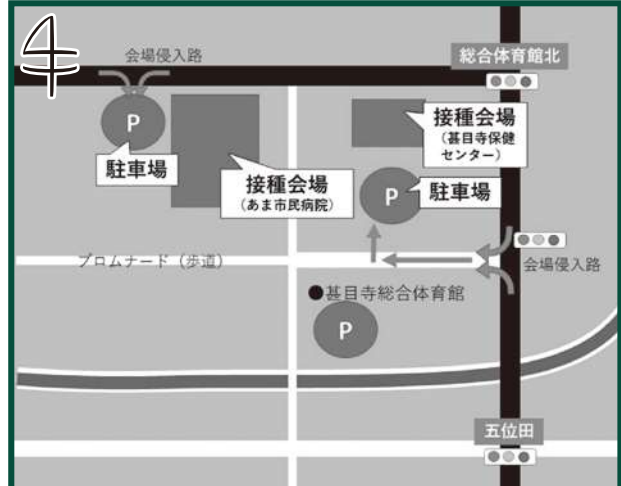 会場侵入路
総合体育館北
P
駐車場
接種会場
(あま市民病院)
接種会場
(甚目寺保健
センター)
P
駐車場
プロムナード(歩道)
会場侵入路
●甚目寺総合体育館
P
五位田